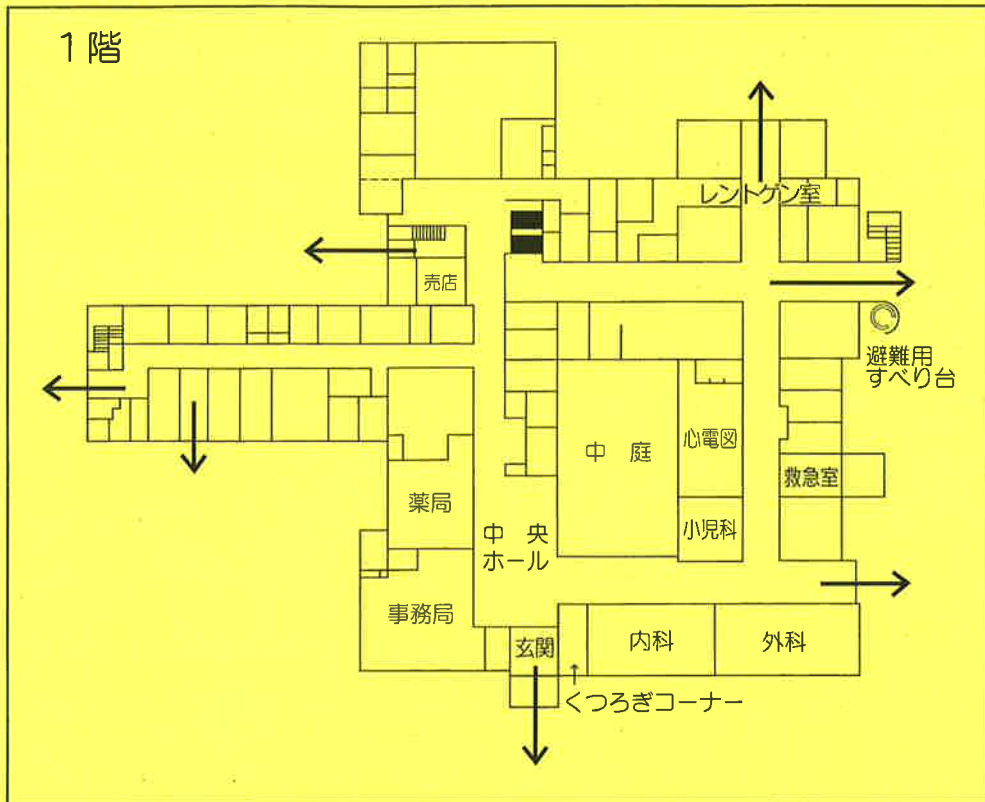 1階
レントゲン室
売店
避難用
すべり台
心電図
中庭
救急室
薬局
小児科
中央
ホール
事務局
玄関
内科
外科
↑
くつろぎコーナー